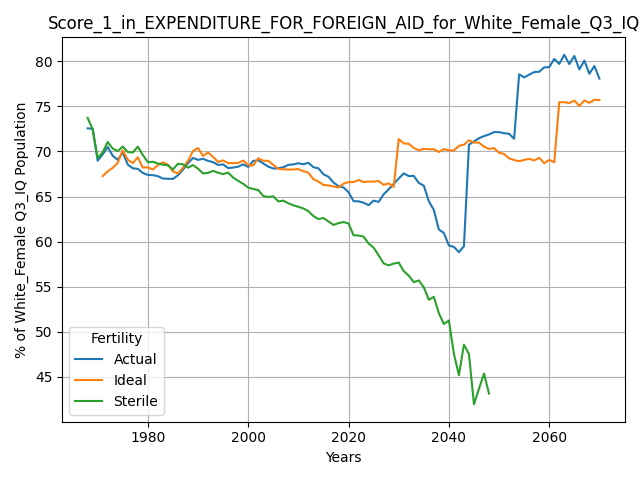 Score_1_in_EXPENDITURE_FOR_FOREIGN_AID_for_White_Female_Q3_IQ
% of White_Female Q3_IQ Population
80
75
70
65
60
55
50
45
Fertility
Actual
Ideal
Sterile
1980
2000
2020
2040
2060
Years